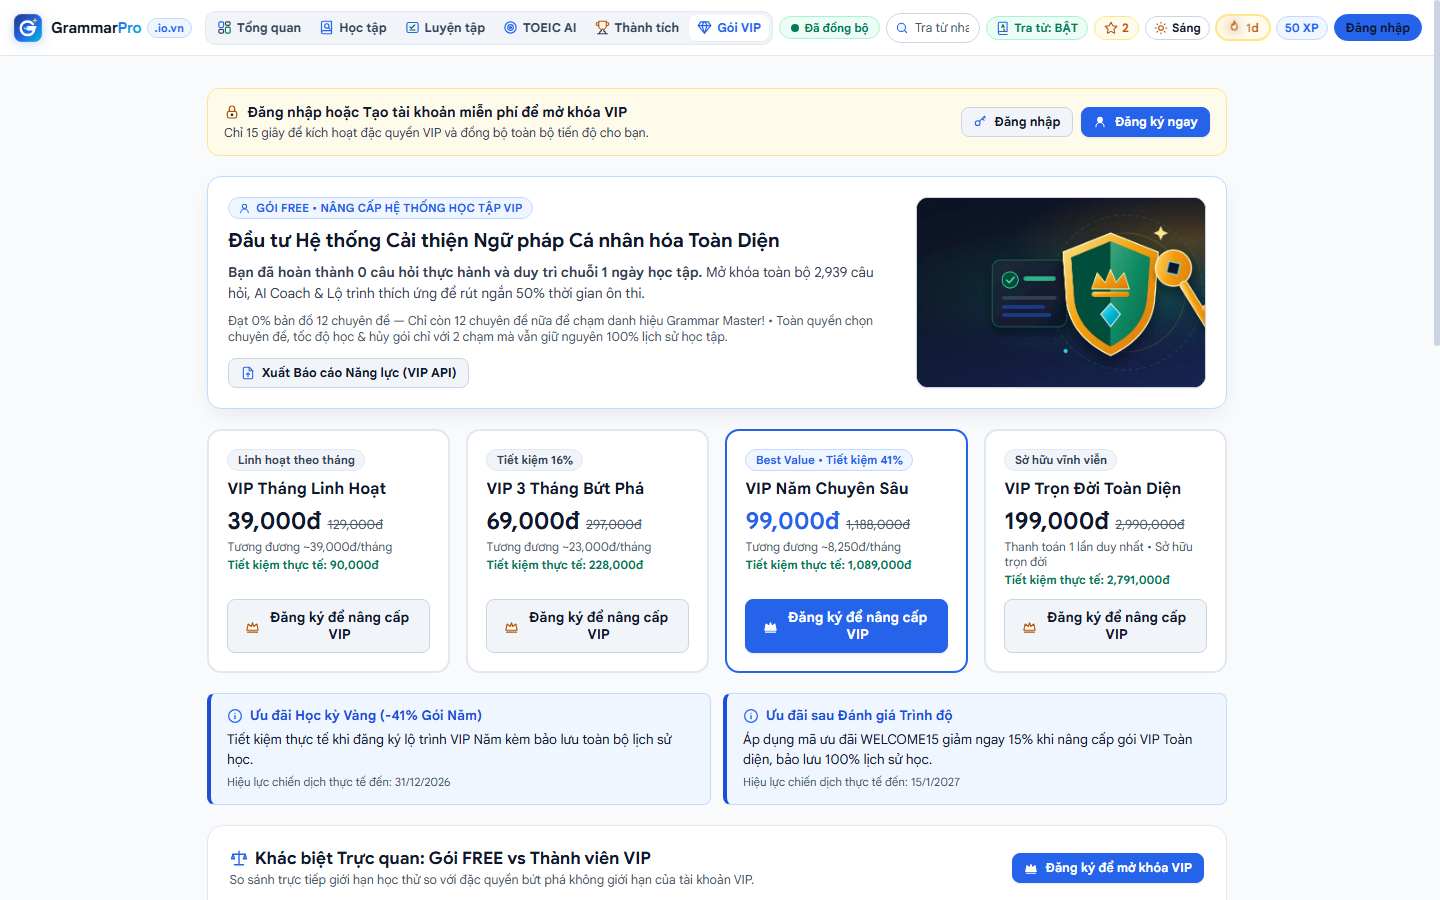 GrammarPro .io.vn Tổng quan Học tập Luyện tập TOEIC AI Thành tích Gói VIP Đã đồng bộ Tra từ nha Tra từ: BẬT 2 Sáng 1d 50 XP Đăng nhập
Đăng nhập hoặc Tạo tài khoản miễn phí để mở khóa VIP
Chỉ 15 giây để kích hoạt đặc quyền VIP và đồng bộ toàn bộ tiến độ cho bạn.
Đăng nhập Đăng ký ngay
GÓI FREE • NÂNG CẤP HỆ THỐNG HỌC TẬP VIP
Đầu tư Hệ thống Cải thiện Ngữ pháp Cá nhân hóa Toàn Diện
Bạn đã hoàn thành 0 câu hỏi thực hành và duy trì chuỗi 1 ngày học tập. Mở khóa toàn bộ 2,939 câu
hỏi, AI Coach & Lộ trình thích ứng để rút ngắn 50% thời gian ôn thi.
Đạt 0% bản đồ 12 chuyên đề — Chỉ còn 12 chuyên đề nữa để chạm danh hiệu Grammar Master! • Toàn quyền chọn
chuyên đề, tốc độ học & hủy gói chỉ với 2 chạm mà vẫn giữ nguyên 100% lịch sử học tập.
Xuất Báo cáo Năng lực (VIP API)
Linh hoạt theo tháng
VIP Tháng Linh Hoạt
39,000đ 129,000đ
Tương đương ~39,000đ/tháng
Tiết kiệm thực tế: 90,000đ
Đăng ký để nâng cấp
VIP
Tiết kiệm 16%
VIP 3 Tháng Bứt Phá
69,000đ 297,000đ
Tương đương ~23,000đ/tháng
Tiết kiệm thực tế: 228,000đ
Đăng ký để nâng cấp
VIP
Best Value • Tiết kiệm 41%
VIP Năm Chuyên Sâu
99,000đ 1,188,000đ
Tương đương ~8,250đ/tháng
Tiết kiệm thực tế: 1,089,000đ
Đăng ký để nâng cấp
VIP
Sở hữu vĩnh viễn
VIP Trọn Đời Toàn Diện
199,000đ 2,990,000đ
Thanh toán 1 lần duy nhất • Sở hữu
trọn đời
Tiết kiệm thực tế: 2,791,000đ
Đăng ký để nâng cấp
VIP
Ưu đãi Học kỳ Vàng (-41% Gói Năm)
Tiết kiệm thực tế khi đăng ký lộ trình VIP Năm kèm bảo lưu toàn bộ lịch sử
học.
Hiệu lực chiến dịch thực tế đến: 31/12/2026
Ưu đãi sau Đánh giá Trình độ
Áp dụng mã ưu đãi WELCOME15 giảm ngay 15% khi nâng cấp gói VIP Toàn
diện, bảo lưu 100% lịch sử học.
Hiệu lực chiến dịch thực tế đến: 15/1/2027
Khác biệt Trực quan: Gói FREE vs Thành viên VIP
So sánh trực tiếp giới hạn học thử so với đặc quyền bứt phá không giới hạn của tài khoản VIP.
Đăng ký để mở khóa VIP